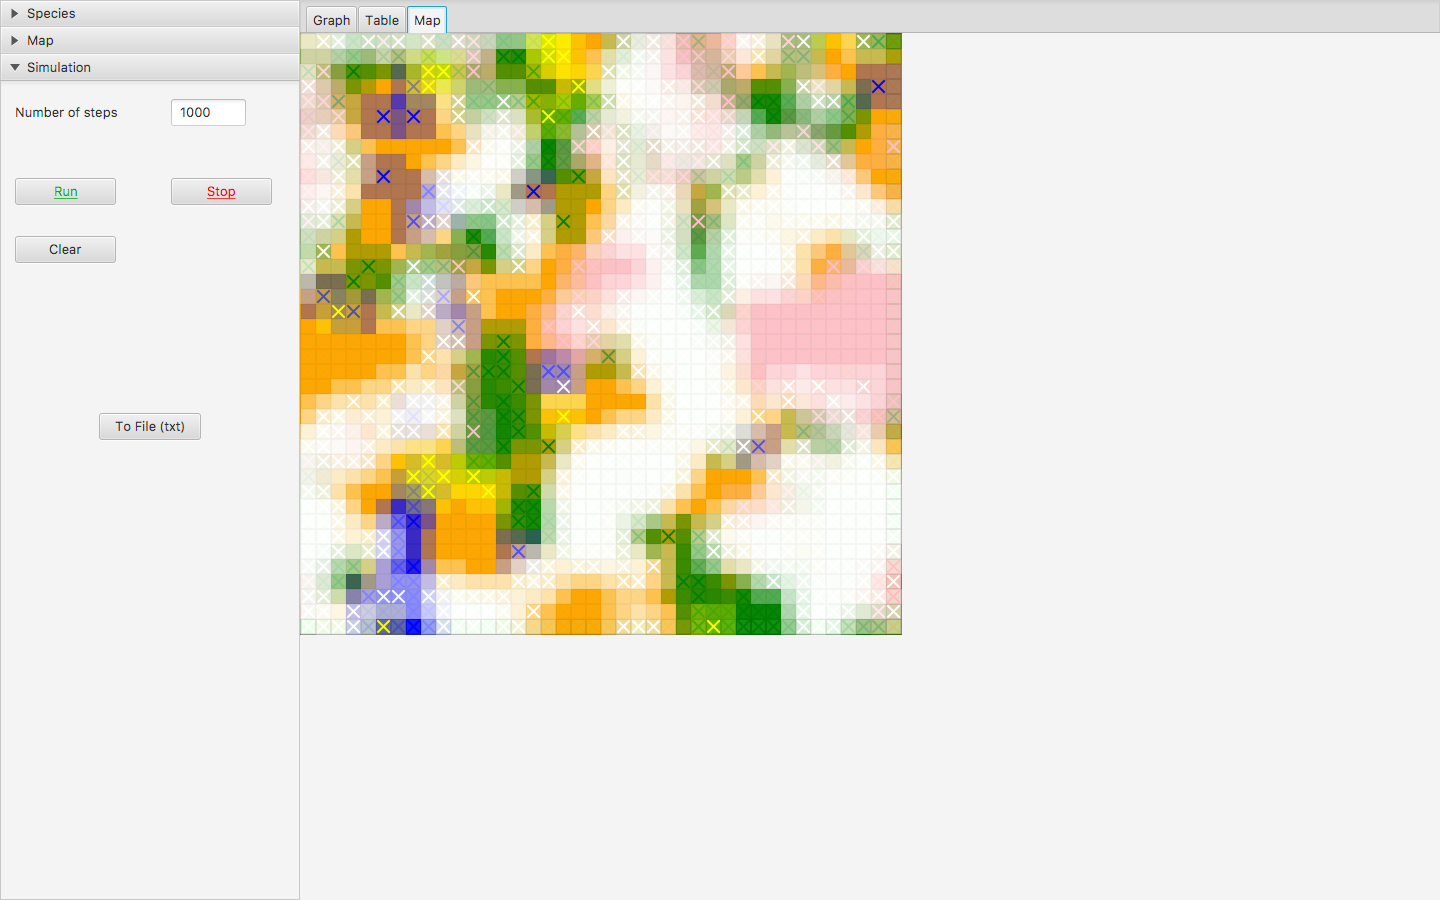 Species
Map
Simulation
Number of steps
1000
Run
Stop
Clear
To File (txt)
Graph
Table
Map